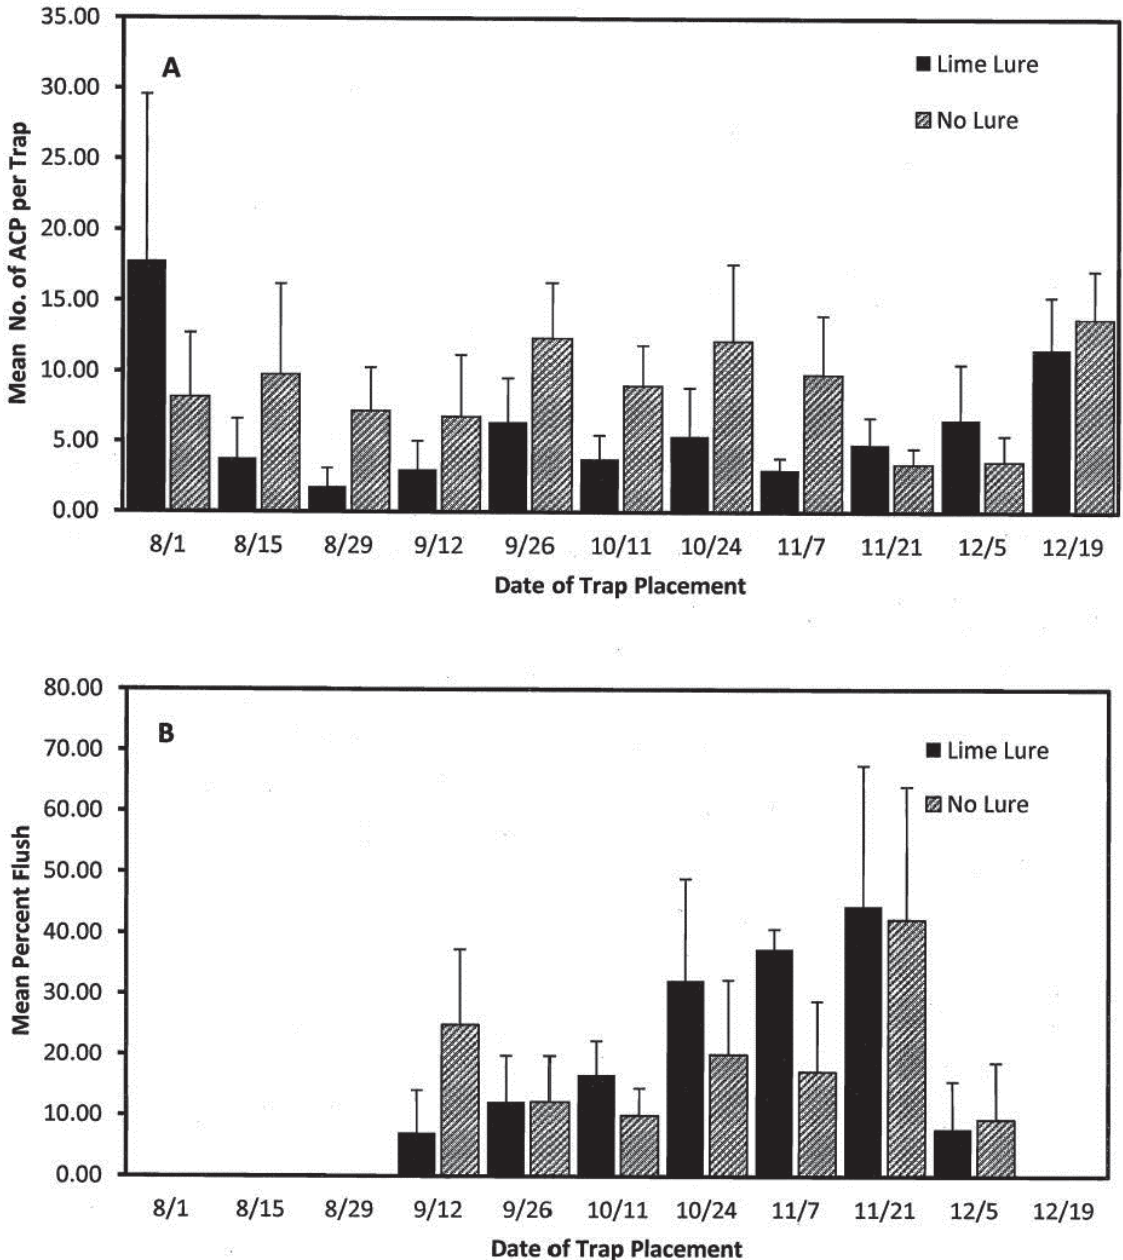 35.00
30.00
25.00
20.00
15.00
10.00
5.00
0.00
Mean No. of ACP per Trap
A
Lime Lure
No Lure
8/1 8/15 8/29 9/12 9/26 10/11 10/24 11/7 11/21 12/5 12/19
Date of Trap Placement
80.00
70.00
60.00
50.00
40.00
30.00
20.00
10.00
0.00
Mean Percent Flush
B
Lime Lure
No Lure
8/1 8/15 8/29 9/12 9/26 10/11 10/24 11/7 11/21 12/5 12/19
Date of Trap Placement